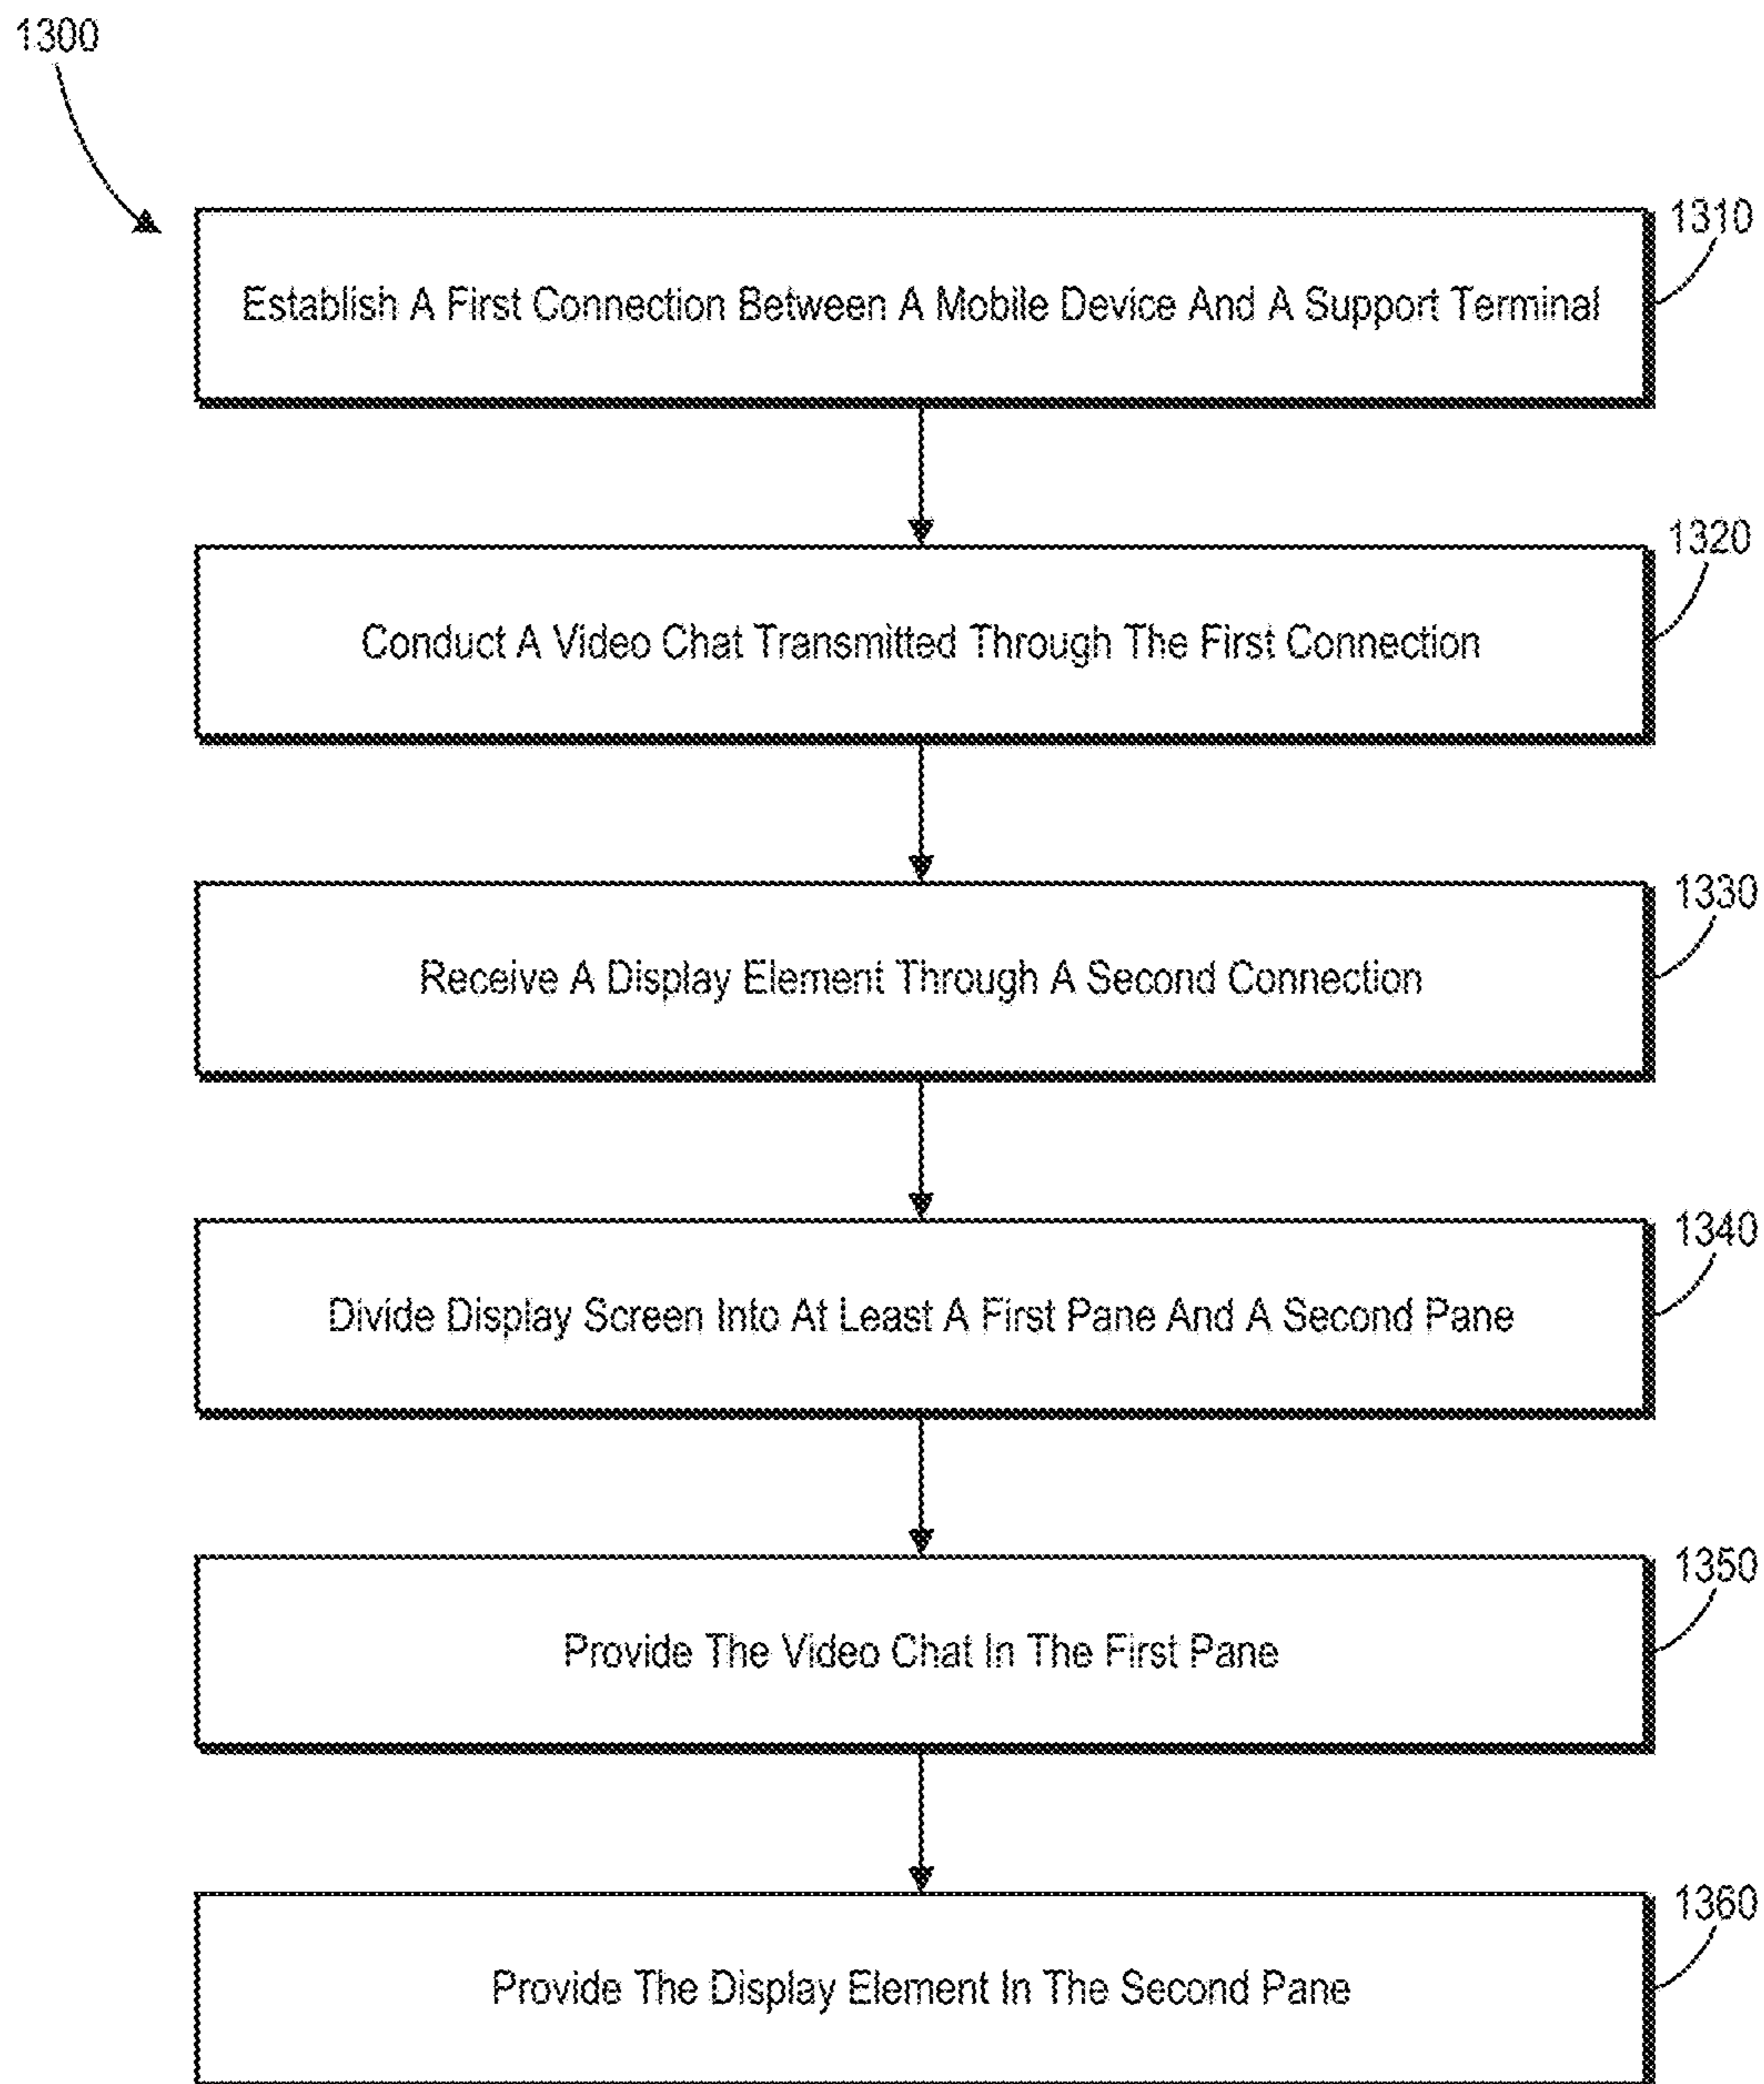 1300
1310
Establish A First Connection Between A Mobile Device And A Support Terminal
1320
Conduct A Video Chat Transmitted Through The First Connection
1330
Receive A Display Element Through A Second Connection
1340
Divide Display Screen Into At Least A First Pane And A Second Pane
1350
Provide The Video Chat In The First Pane
1360
Provide The Display Element In The Second Pane